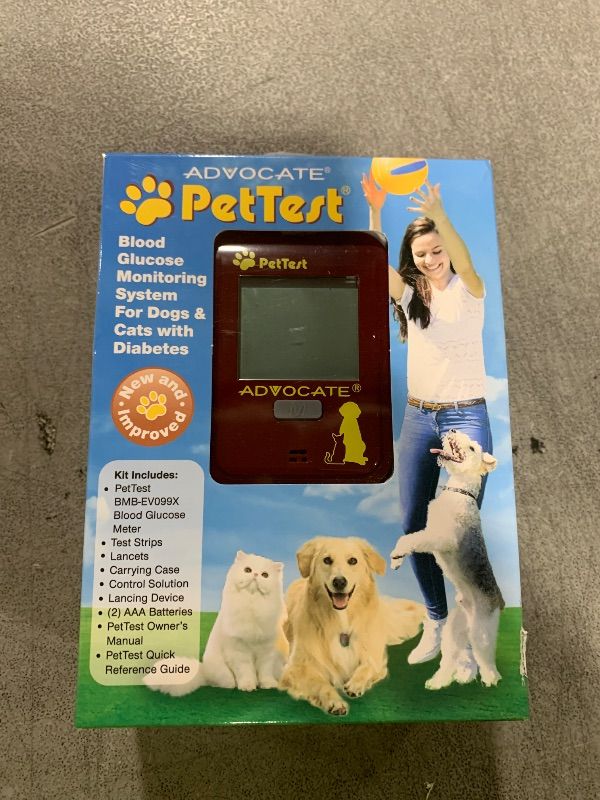 ADVOCATE®
PetTest®
Blood
Glucose
Monitoring
System
For Dogs &
Cats with
Diabetes
PetTest
ADVOCATE®
New and
Improved
Kit Includes:
• PetTest
BMB-EV099X
Blood Glucose
Meter
• Test Strips
• Lancets
• Carrying Case
• Control Solution
• Lancing Device
• (2) AAA Batteries
• PetTest Owner's
Manual
• PetTest Quick
Reference Guide